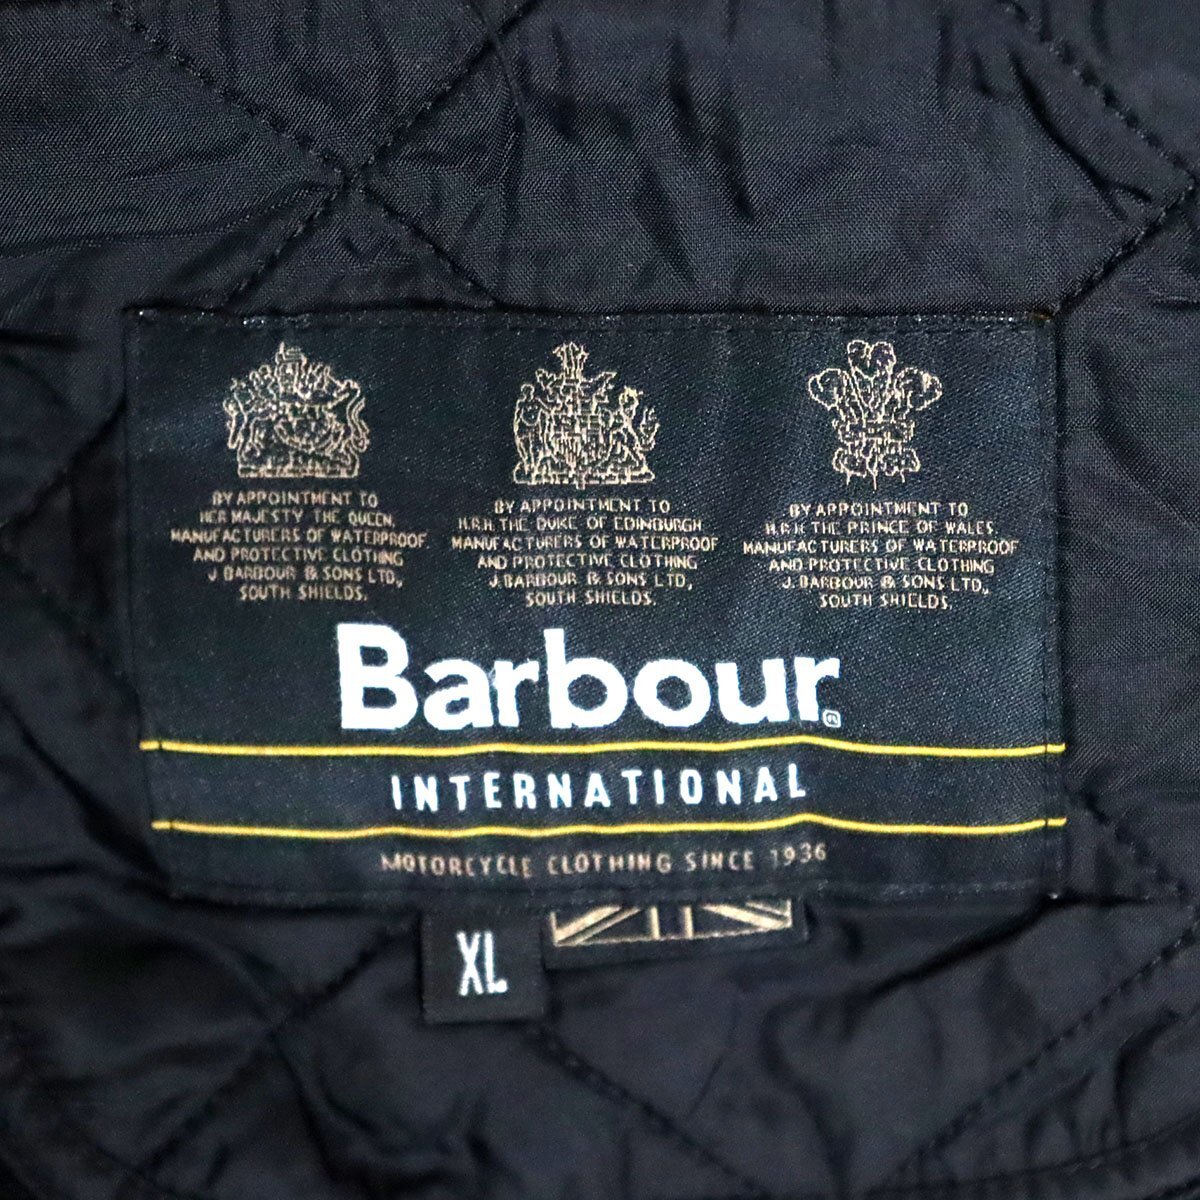 BY APPOINTMENT TO
HER MAJESTY THE QUEEN.
MANUFACTURERS OF WATERPROOF
AND PROTECTIVE CLOTHING
J. BARBOUR & SONS LTD.,
SOUTH SHIELDS.
BY APPOINTMENT TO
H.R.H. THE DUKE OF EDINBURGH
MANUFACTURERS OF WATERPROOF
AND PROTECTIVE CLOTHING
J. BARBOUR & SONS LTD.,
SOUTH SHIELDS.
BY APPOINTMENT TO
H.R.H THE PRINCE OF WALES.
MANUFACTURERS OF WATERPROOF
AND PROTECTIVE CLOTHING
J. BARBOUR & SONS LTD.,
SOUTH SHIELDS.
Barbour®
INTERNATIONAL
MOTORCYCLE CLOTHING SINCE 1936
XL